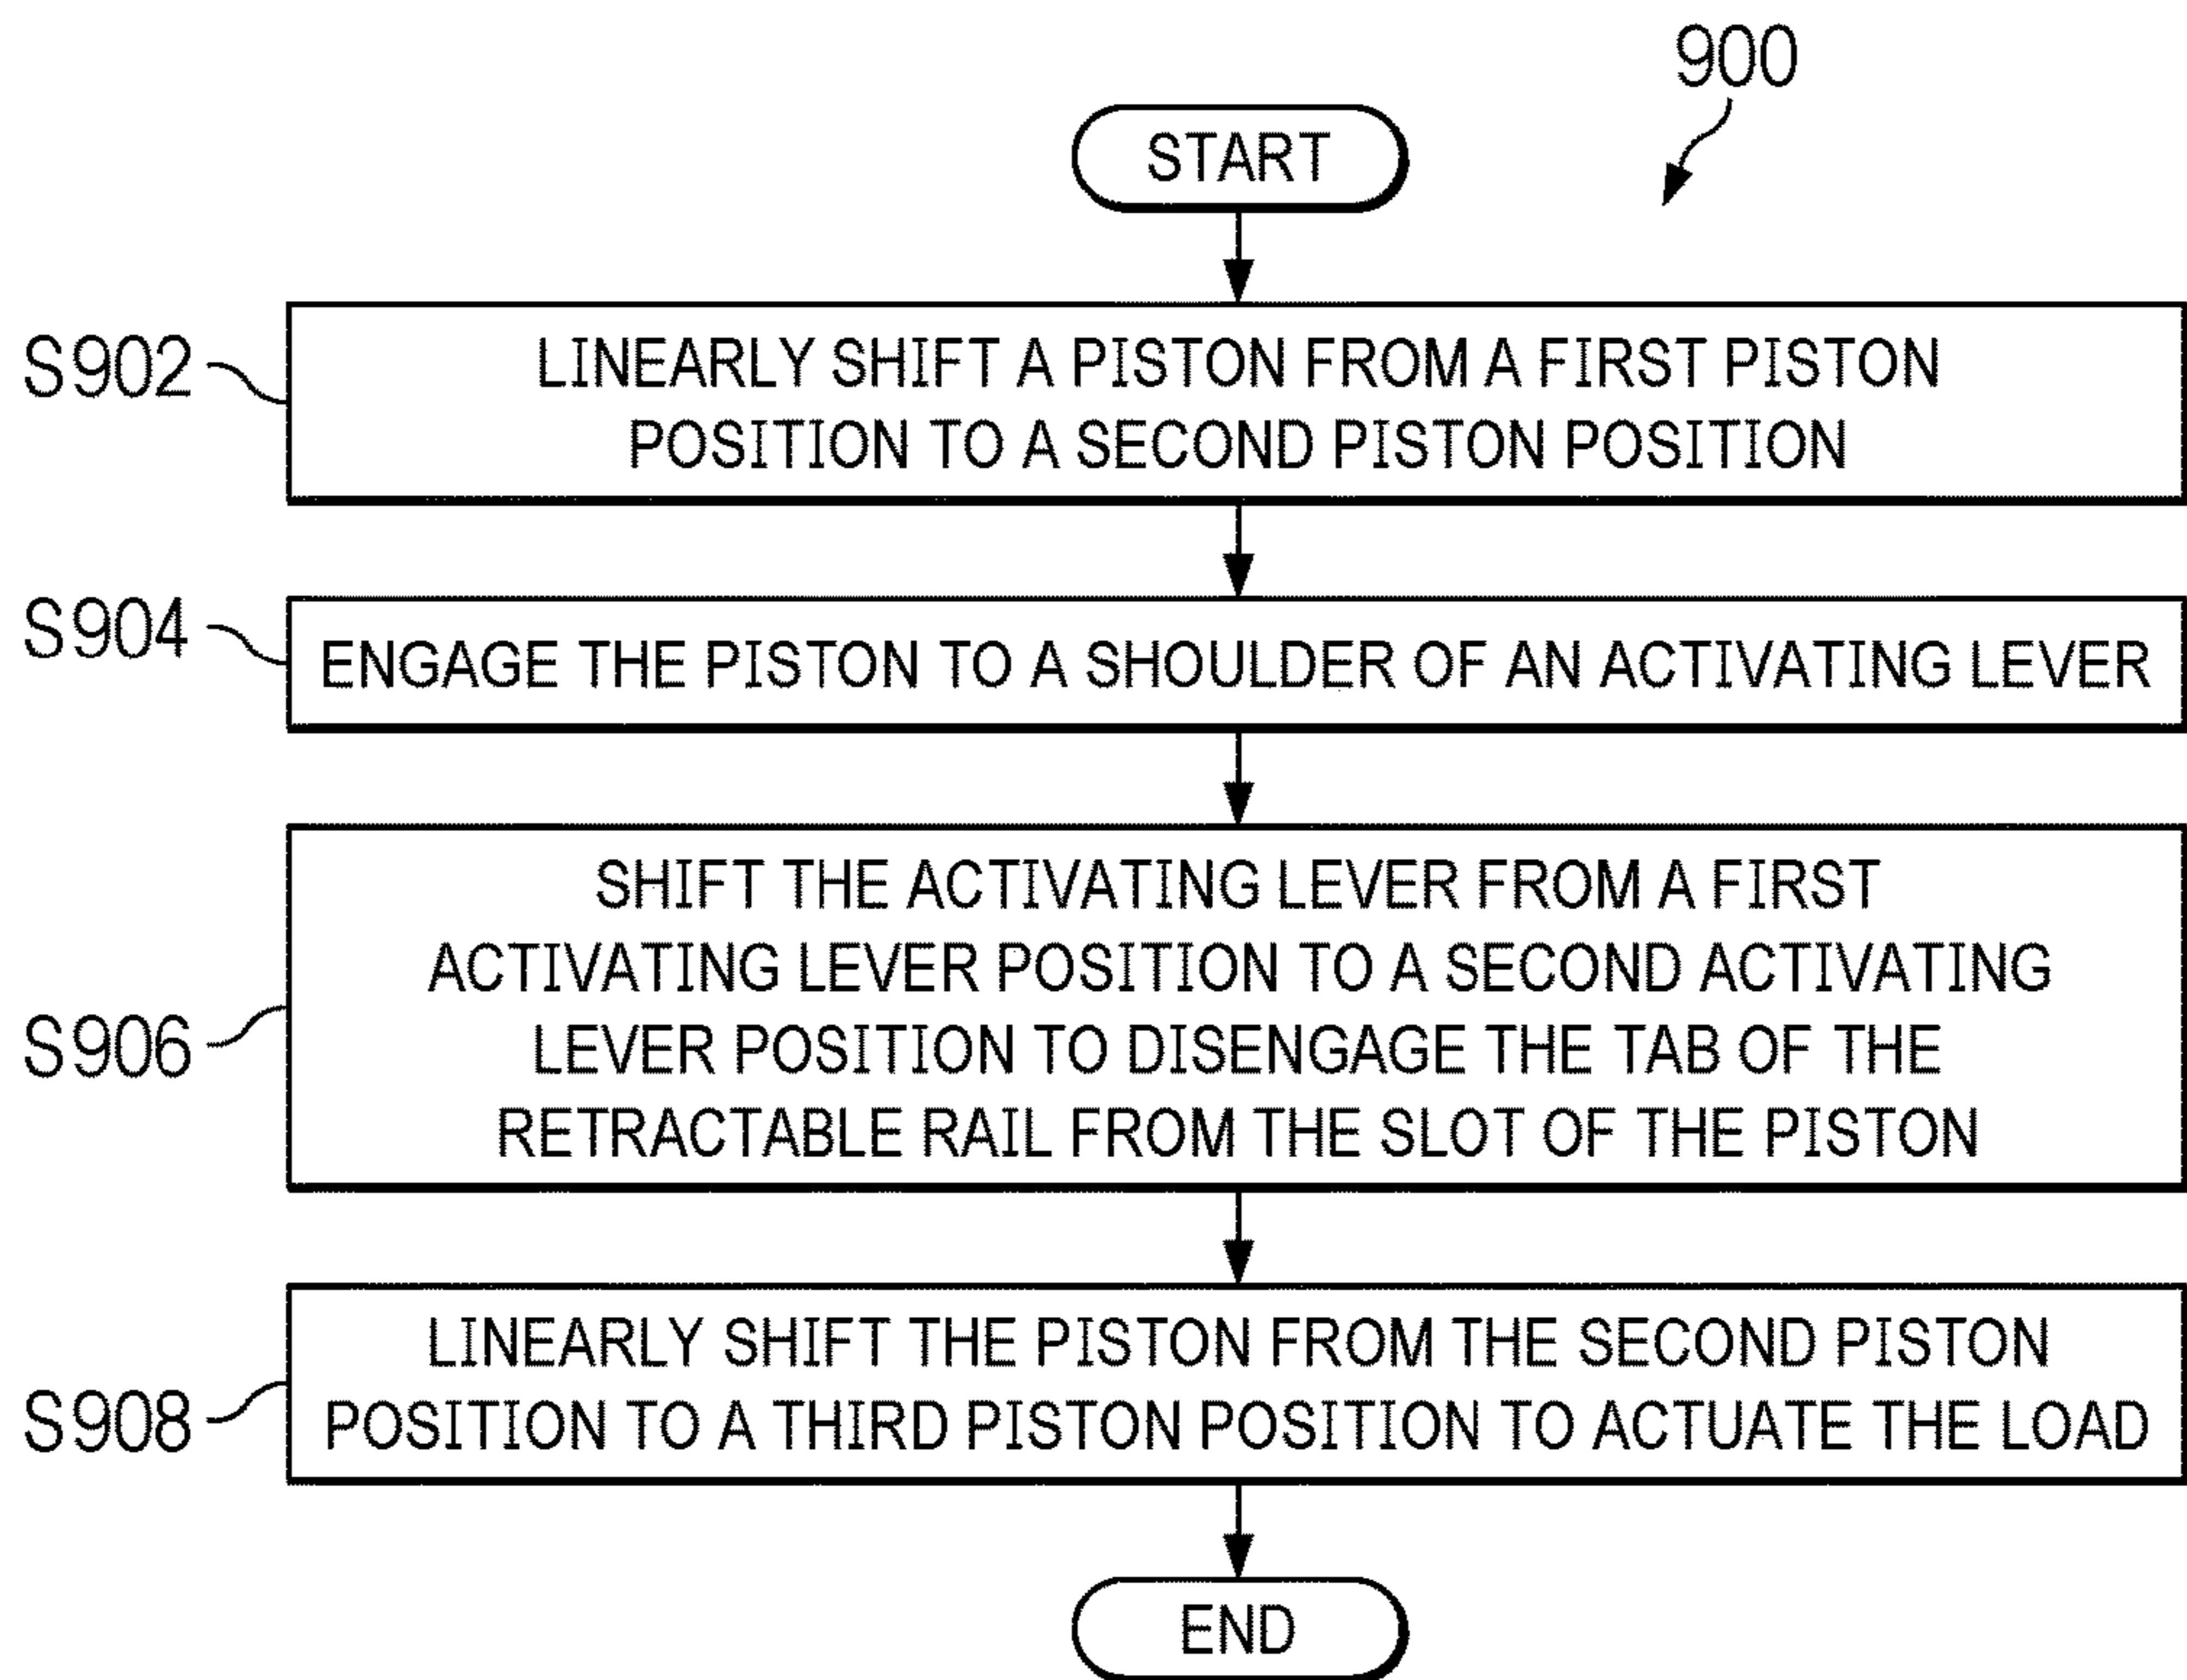 900
START
S902
LINEARLY SHIFT A PISTON FROM A FIRST PISTON
POSITION TO A SECOND PISTON POSITION
S904
ENGAGE THE PISTON TO A SHOULDER OF AN ACTIVATING LEVER
S906
SHIFT THE ACTIVATING LEVER FROM A FIRST
ACTIVATING LEVER POSITION TO A SECOND ACTIVATING
LEVER POSITION TO DISENGAGE THE TAB OF THE
RETRACTABLE RAIL FROM THE SLOT OF THE PISTON
S908
LINEARLY SHIFT THE PISTON FROM THE SECOND PISTON
POSITION TO A THIRD PISTON POSITION TO ACTUATE THE LOAD
END